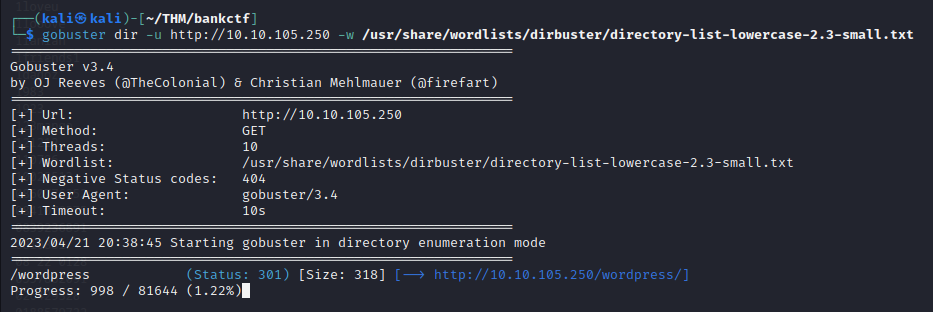 ┌──(kali㉿kali)-[~/THM/bankctf]
└─$ gobuster dir -u http://10.10.105.250 -w /usr/share/wordlists/dirbuster/directory-list-lowercase-2.3-small.txt
===============================================================
Gobuster v3.4
by OJ Reeves (@TheColonial) & Christian Mehlmauer (@firefart)
===============================================================
[+] Url:                     http://10.10.105.250
[+] Method:                  GET
[+] Threads:                 10
[+] Wordlist:                /usr/share/wordlists/dirbuster/directory-list-lowercase-2.3-small.txt
[+] Negative Status codes:   404
[+] User Agent:              gobuster/3.4
[+] Timeout:                 10s
===============================================================
2023/04/21 20:38:45 Starting gobuster in directory enumeration mode
===============================================================
/wordpress            (Status: 301) [Size: 318] [--> http://10.10.105.250/wordpress/]
Progress: 998 / 81644 (1.22%)